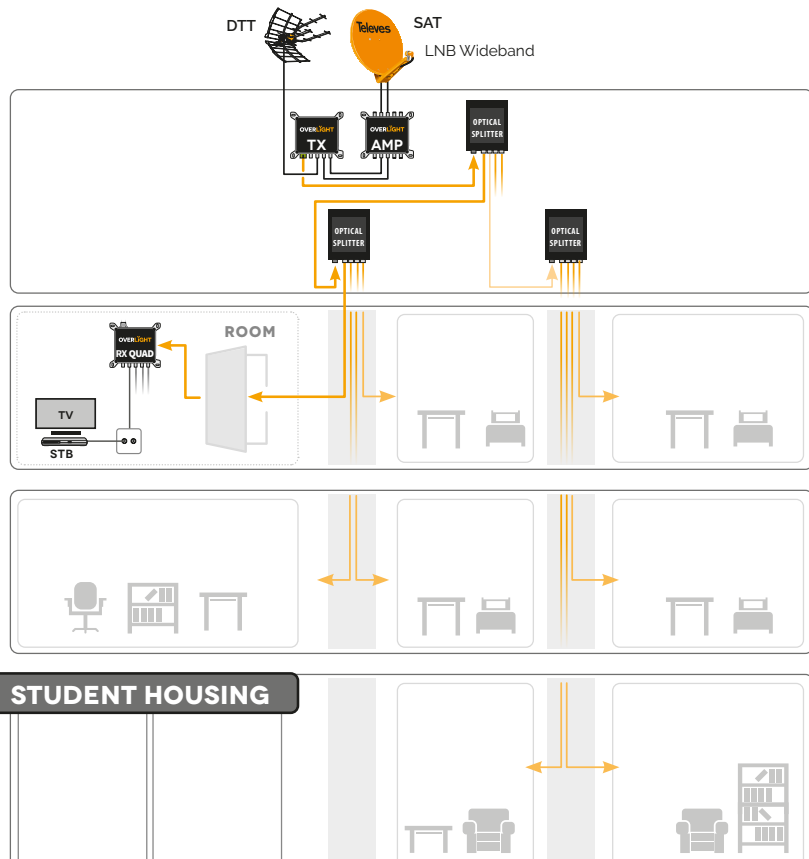 DTT
Televes
SAT
LNB Wideband
OVERLIGHT
TX
OVERLIGHT
AMP
OPTICAL
SPLITTER
OPTICAL
SPLITTER
OPTICAL
SPLITTER
OVERLIGHT
RX QUAD
ROOM
TV
STB
STUDENT HOUSING